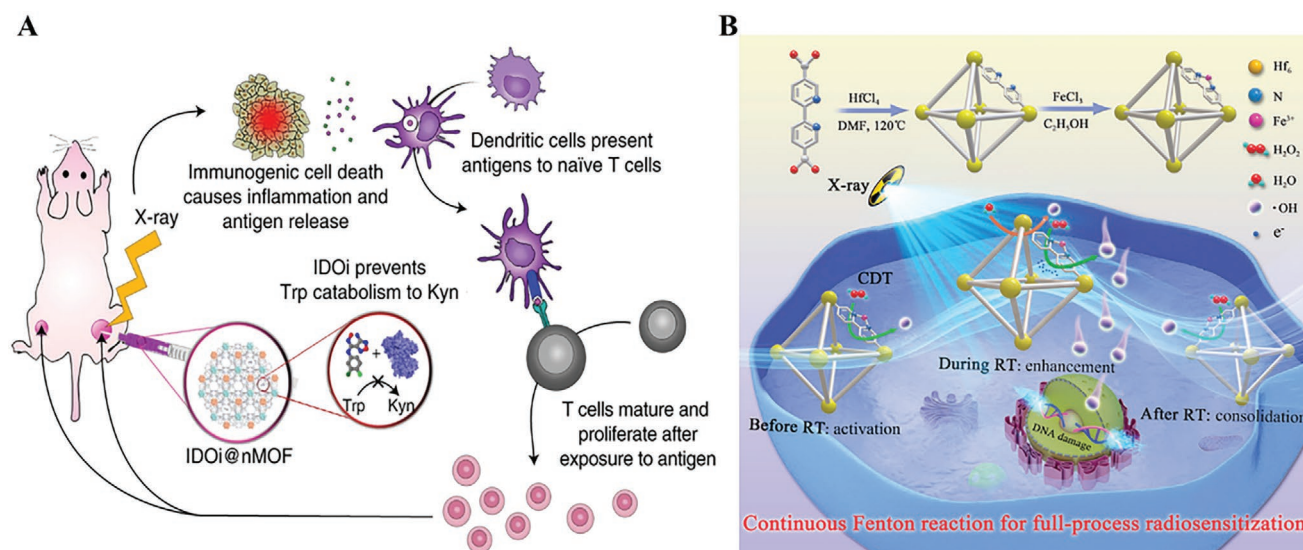 A
X-ray
Immunogenic cell death
causes inflammation and
antigen release
Dendritic cells present
antigens to naïve T cells
IDOi prevents
Trp catabolism to Kyn
+
Trp
Kyn
IDOi@nMOF
T cells mature and
proliferate after
exposure to antigen
B
HfCl₄
DMF, 120℃
FeCl₃
C₂H₅OH
Hf₆
N
Fe³⁺
H₂O₂
H₂O
·OH
e⁻
X-ray
CDT
During RT: enhancement
Before RT: activation
After RT: consolidation
DNA damage
Continuous Fenton reaction for full-process radiosensitization